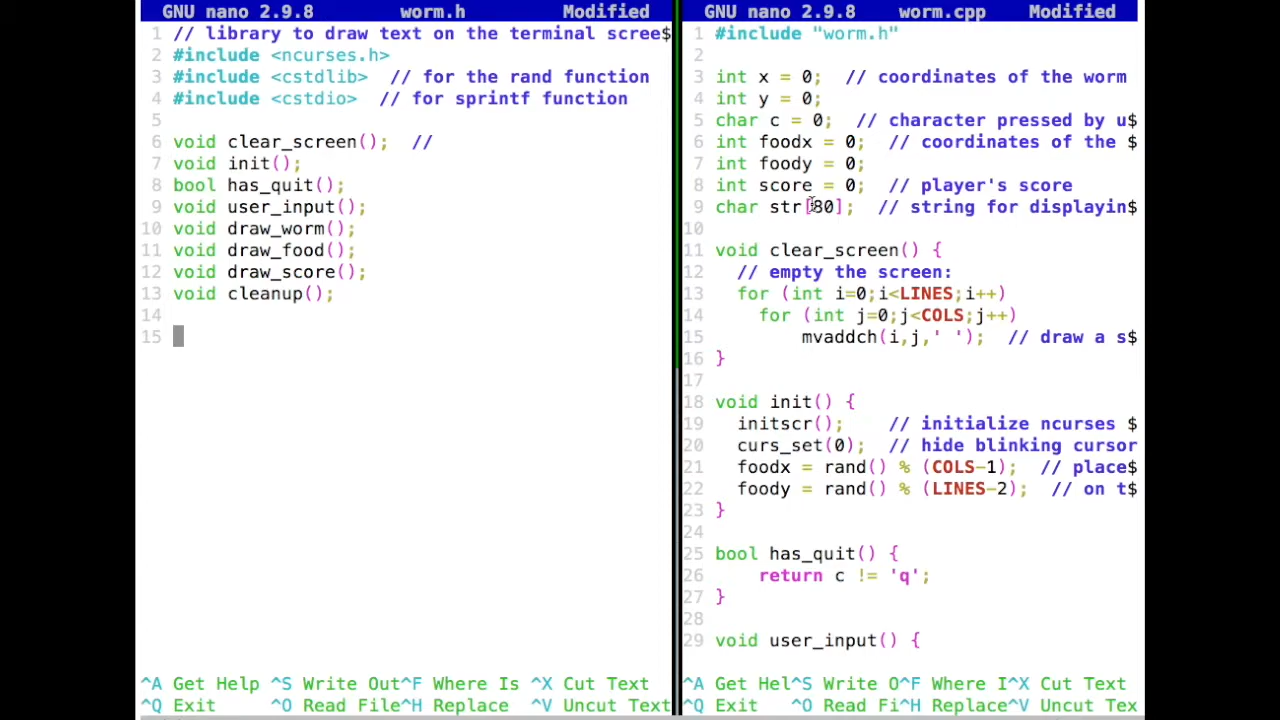 GNU nano 2.9.8 worm.h Modified
1 // library to draw text on the terminal scree$
2 #include <ncurses.h>
3 #include <cstdlib> // for the rand function
4 #include <cstdio> // for sprintf function
5
6 void clear_screen(); //
7 void init();
8 bool has_quit();
9 void user_input();
10 void draw_worm();
11 void draw_food();
12 void draw_score();
13 void cleanup();
14
15
^A Get Help ^S Write Out ^F Where Is ^X Cut Text
^Q Exit ^O Read File ^H Replace ^V Uncut Text
GNU nano 2.9.8 worm.cpp Modified
1 #include "worm.h"
2
3 int x = 0; // coordinates of the worm
4 int y = 0;
5 char c = 0; // character pressed by u$
6 int foodx = 0; // coordinates of the $
7 int foody = 0;
8 int score = 0; // player's score
9 char str[80]; // string for displayin$
10
11 void clear_screen() {
12 // empty the screen:
13 for (int i=0;i<LINES;i++)
14 for (int j=0;j<COLS;j++)
15 mvaddch(i,j,' '); // draw a s$
16 }
17
18 void init() {
19 initscr(); // initialize ncurses $
20 curs_set(0); // hide blinking cursor
21 foodx = rand() % (COLS-1); // place$
22 foody = rand() % (LINES-2); // on t$
23 }
24
25 bool has_quit() {
26 return c != 'q';
27 }
28
29 void user_input() {
^A Get Hel ^S Write O ^F Where I ^X Cut Text
^Q Exit ^O Read Fi ^H Replace ^V Uncut Tex